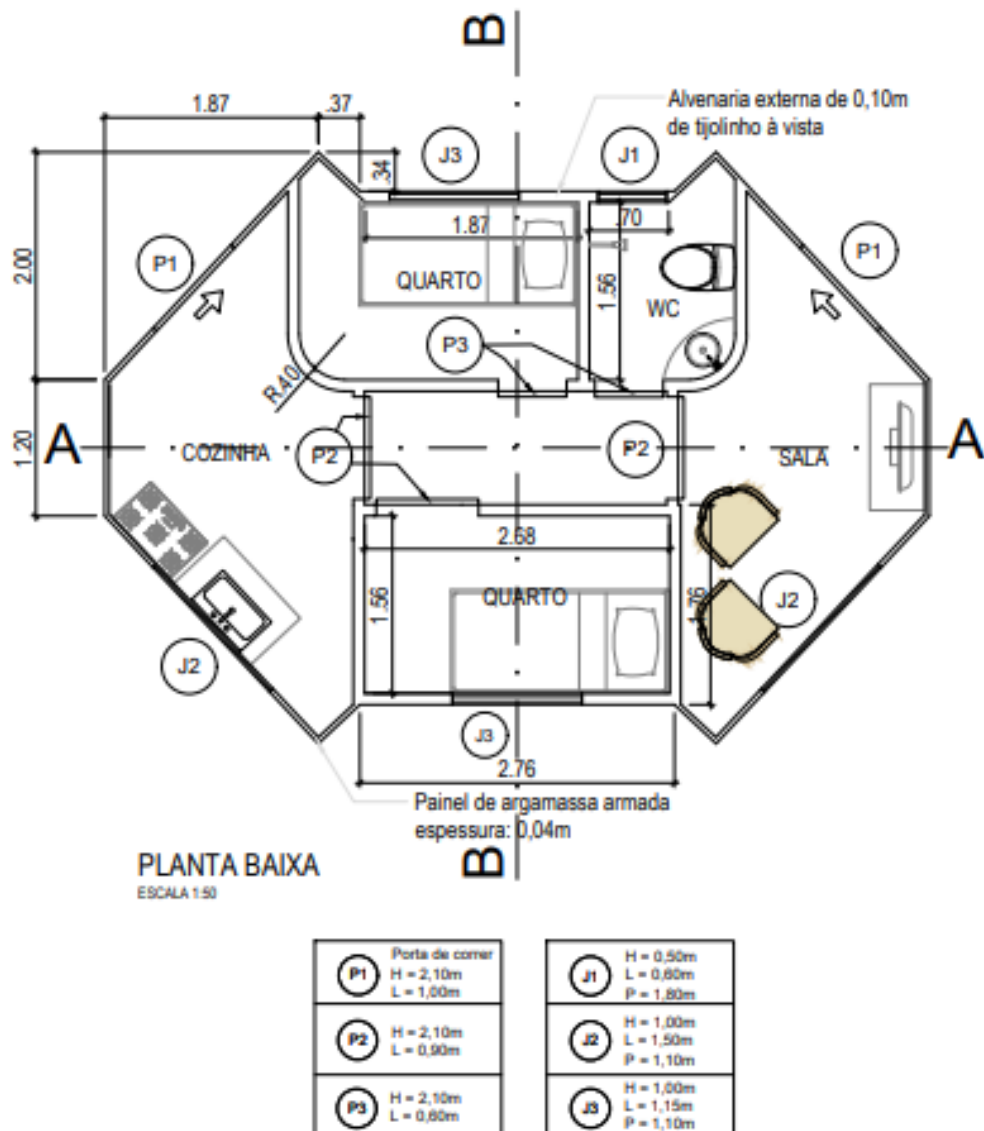 B
1.87
.37
Alvenaria externa de 0,10m
de tijolinho à vista
J3
J1
.34
1.87
.70
P1
P1
2.00
QUARTO
1.56
WC
P3
R.40
A
1.20
COZINHA
P2
P2
SALA
A
2.68
1.56
QUARTO
1.76
J2
J2
J3
2.76
Painel de argamassa armada
espessura: 0,04m
B
PLANTA BAIXA
ESCALA 1:50
P1
Porta de correr
H = 2,10m
L = 1,00m
P2
H = 2,10m
L = 0,90m
P3
H = 2,10m
L = 0,60m
J1
H = 0,50m
L = 0,60m
P = 1,80m
J2
H = 1,00m
L = 1,50m
P = 1,10m
J3
H = 1,00m
L = 1,15m
P = 1,10m